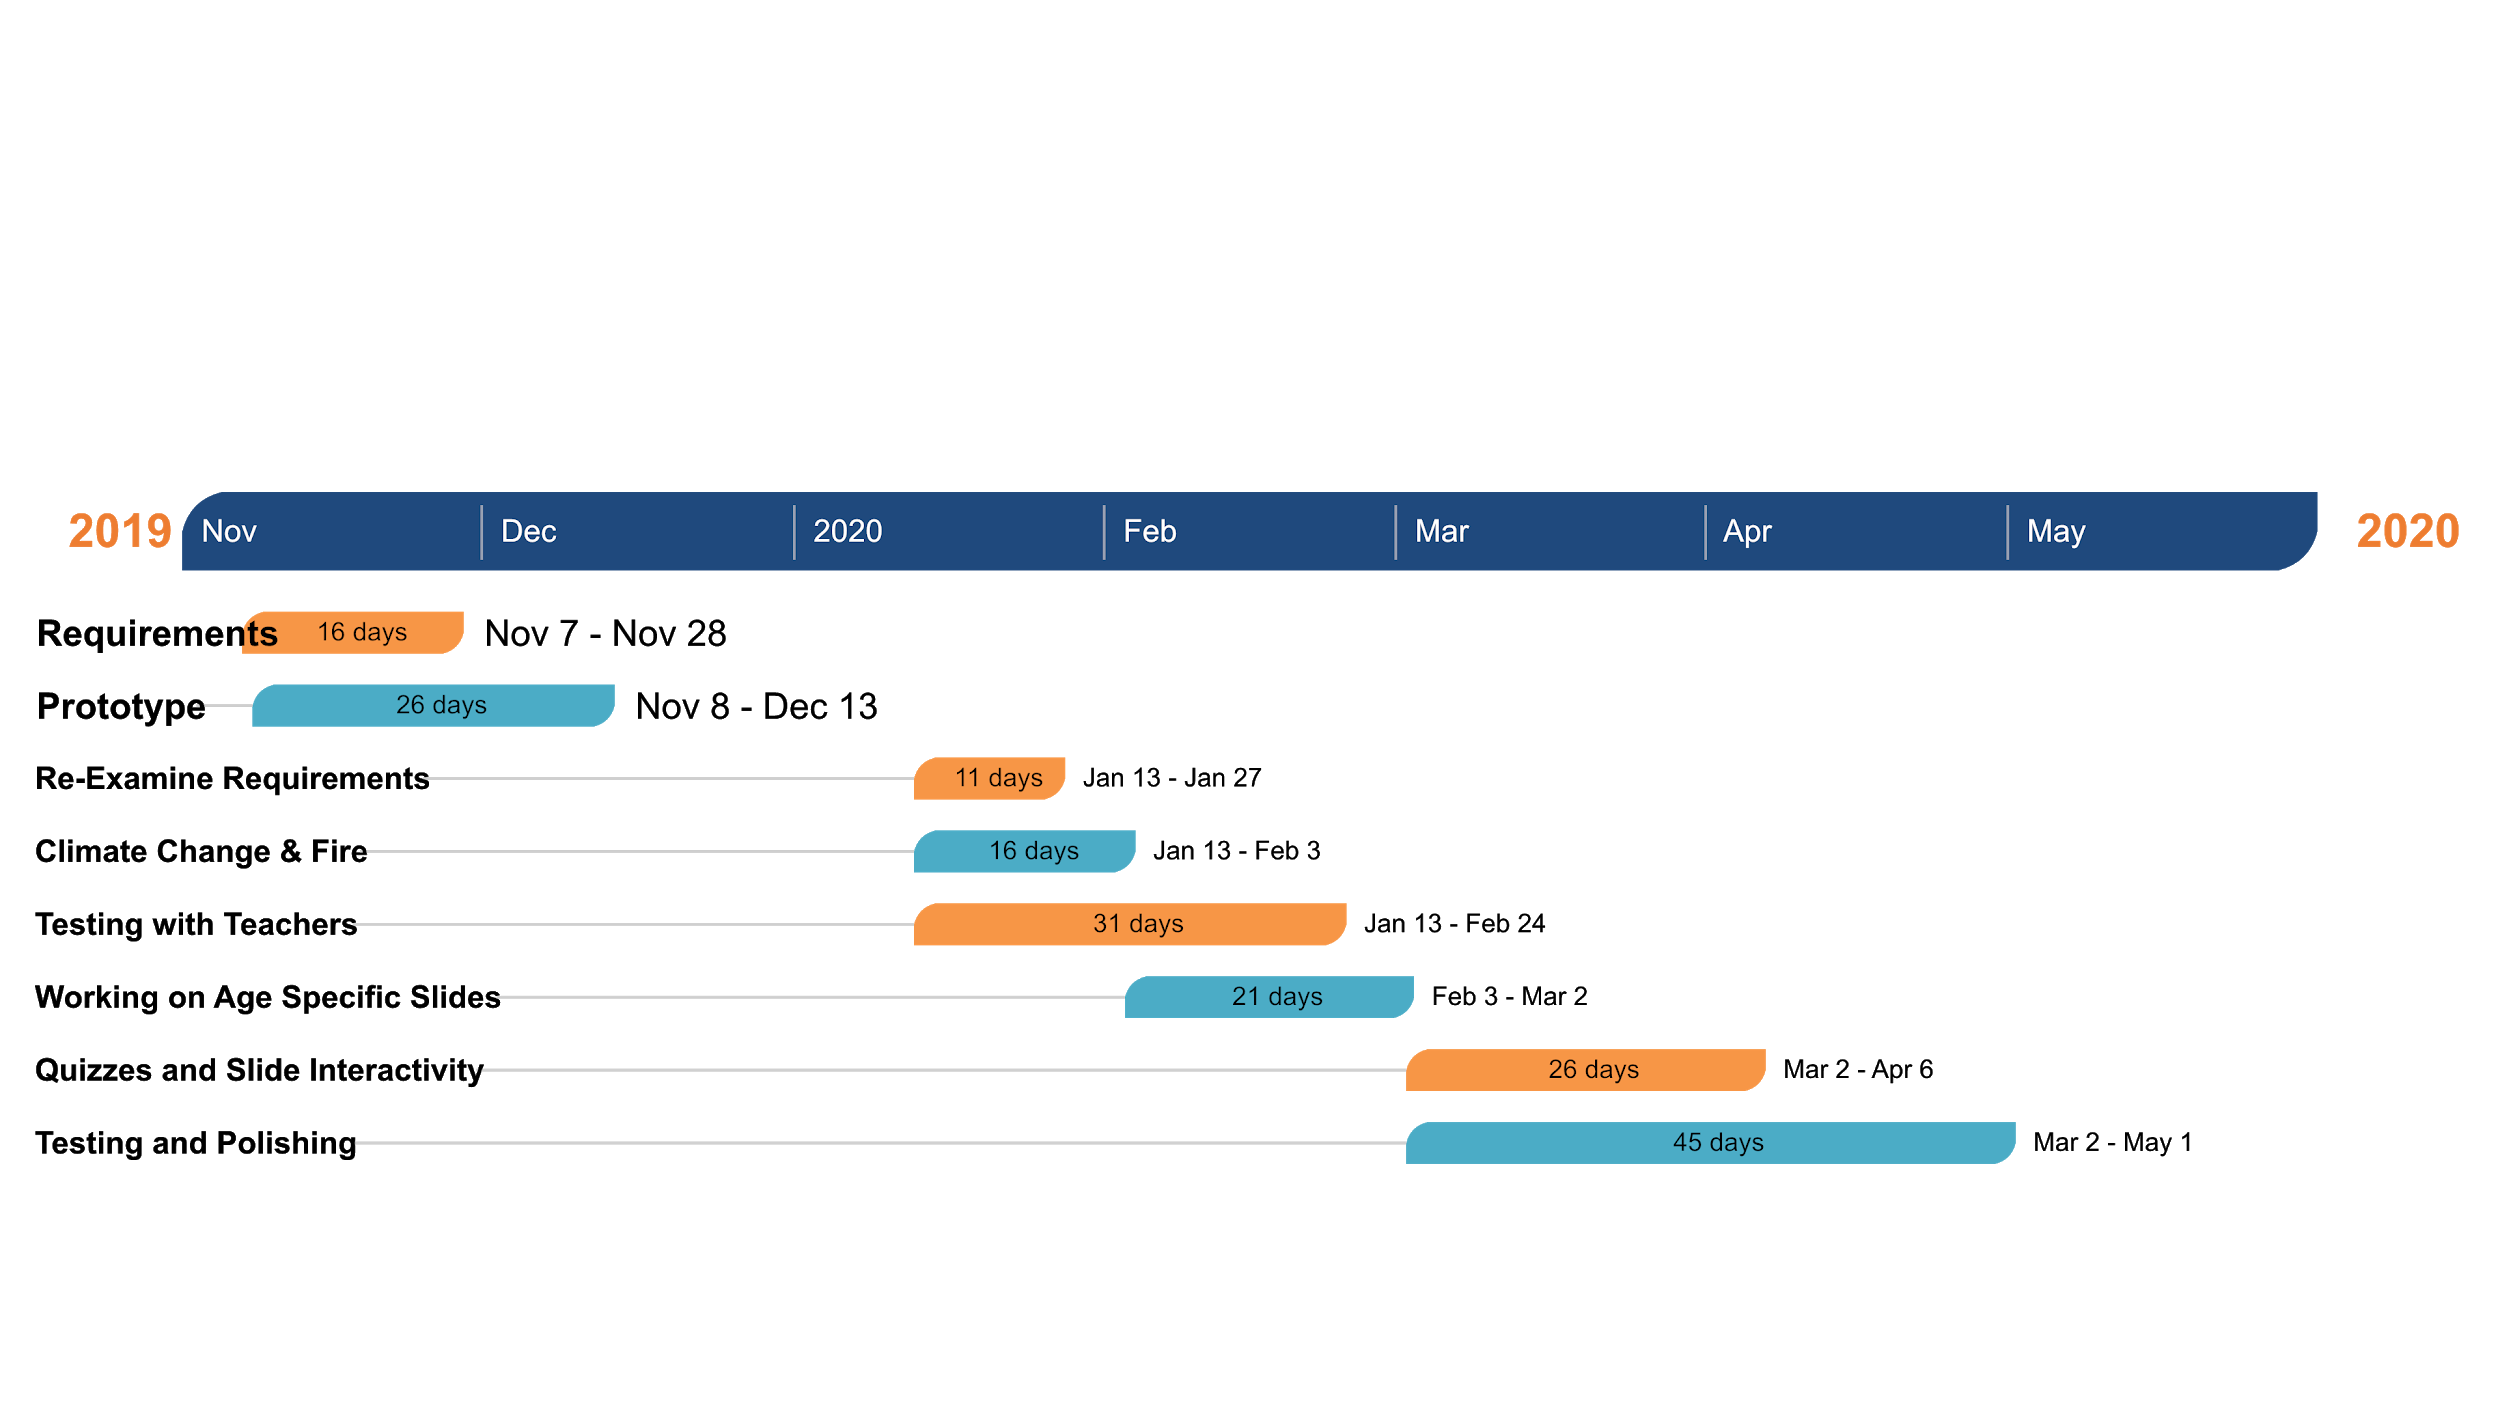 2019 Nov Dec 2020 Feb Mar Apr May 2020
Requirements 16 days Nov 7 - Nov 28
Prototype 26 days Nov 8 - Dec 13
Re-Examine Requirements 11 days Jan 13 - Jan 27
Climate Change & Fire 16 days Jan 13 - Feb 3
Testing with Teachers 31 days Jan 13 - Feb 24
Working on Age Specific Slides 21 days Feb 3 - Mar 2
Quizzes and Slide Interactivity 26 days Mar 2 - Apr 6
Testing and Polishing 45 days Mar 2 - May 1